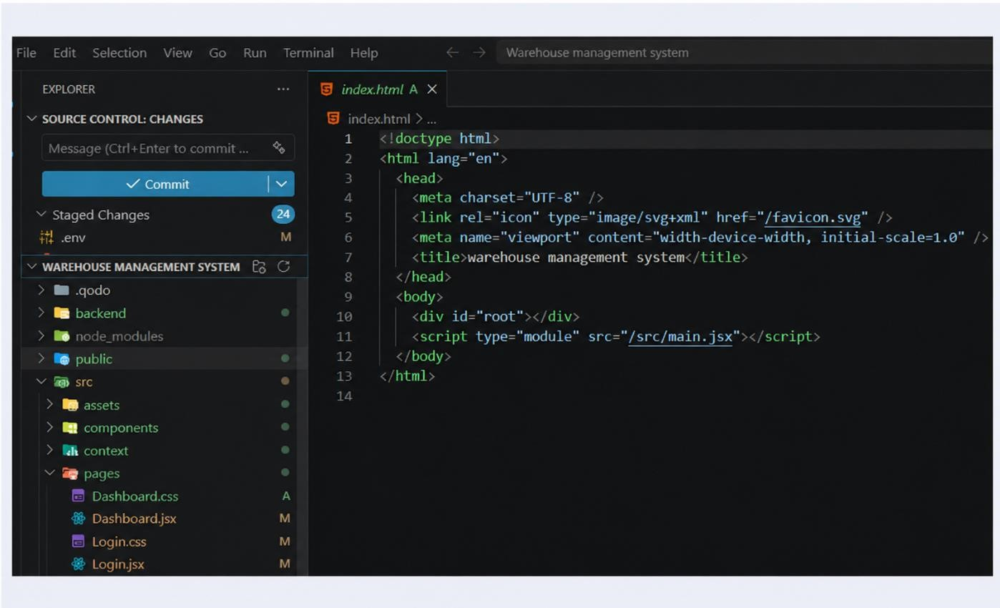 File Edit Selection View Go Run Terminal Help Warehouse management system
EXPLORER
SOURCE CONTROL: CHANGES
Message (Ctrl+Enter to commit ...
Commit
Staged Changes 24
.env M
WAREHOUSE MANAGEMENT SYSTEM
.qodo
backend
node_modules
public
src
assets
components
context
pages
Dashboard.css A
Dashboard.jsx M
Login.css M
Login.jsx M
index.html A
index.html > ...
1 <!doctype html>
2 <html lang="en">
3 <head>
4 <meta charset="UTF-8" />
5 <link rel="icon" type="image/svg+xml" href="/favicon.svg" />
6 <meta name="viewport" content="width-device-width, initial-scale=1.0" />
7 <title>warehouse management system</title>
8 </head>
9 <body>
10 <div id="root"></div>
11 <script type="module" src="/src/main.jsx"></script>
12 </body>
13 </html>
14